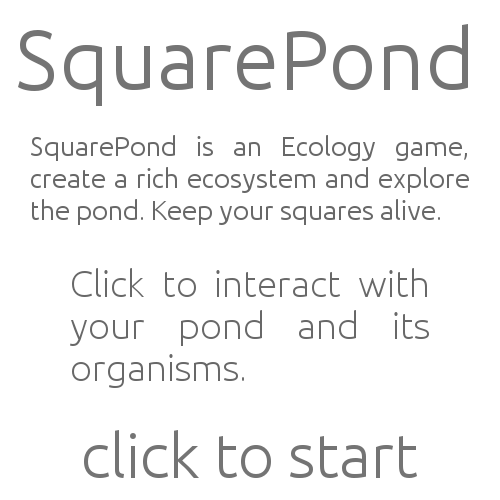 SquarePond
SquarePond is an Ecology game,
create a rich ecosystem and explore
the pond. Keep your squares alive.
Click to interact with
your pond and its
organisms.
click to start